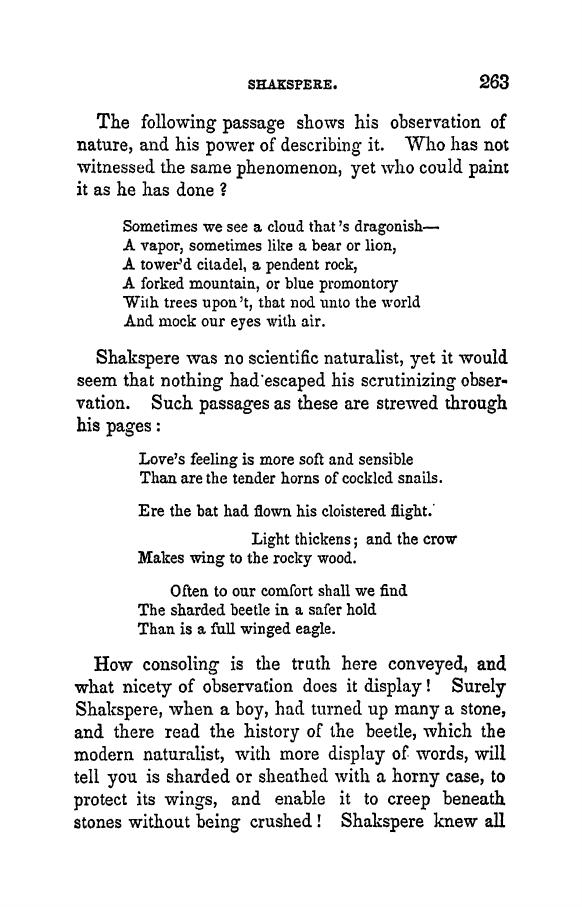 SHAKSPERE. 263
The following passage shows his observation of
nature, and his power of describing it. Who has not
witnessed the same phenomenon, yet who could paint
it as he has done ?
Sometimes we see a cloud that's dragonish—
A vapor, sometimes like a bear or lion,
A tower'd citadel, a pendent rock,
A forked mountain, or blue promontory
With trees upon't, that nod unto the world
And mock our eyes with air.
Shakspere was no scientific naturalist, yet it would
seem that nothing had escaped his scrutinizing obser-
vation. Such passages as these are strewed through
his pages :
Love's feeling is more soft and sensible
Than are the tender horns of cockled snails.
Ere the bat had flown his cloistered flight.
Light thickens; and the crow
Makes wing to the rocky wood.
Often to our comfort shall we find
The sharded beetle in a safer hold
Than is a full winged eagle.
How consoling is the truth here conveyed, and
what nicety of observation does it display! Surely
Shakspere, when a boy, had turned up many a stone,
and there read the history of the beetle, which the
modern naturalist, with more display of words, will
tell you is sharded or sheathed with a horny case, to
protect its wings, and enable it to creep beneath
stones without being crushed! Shakspere knew all